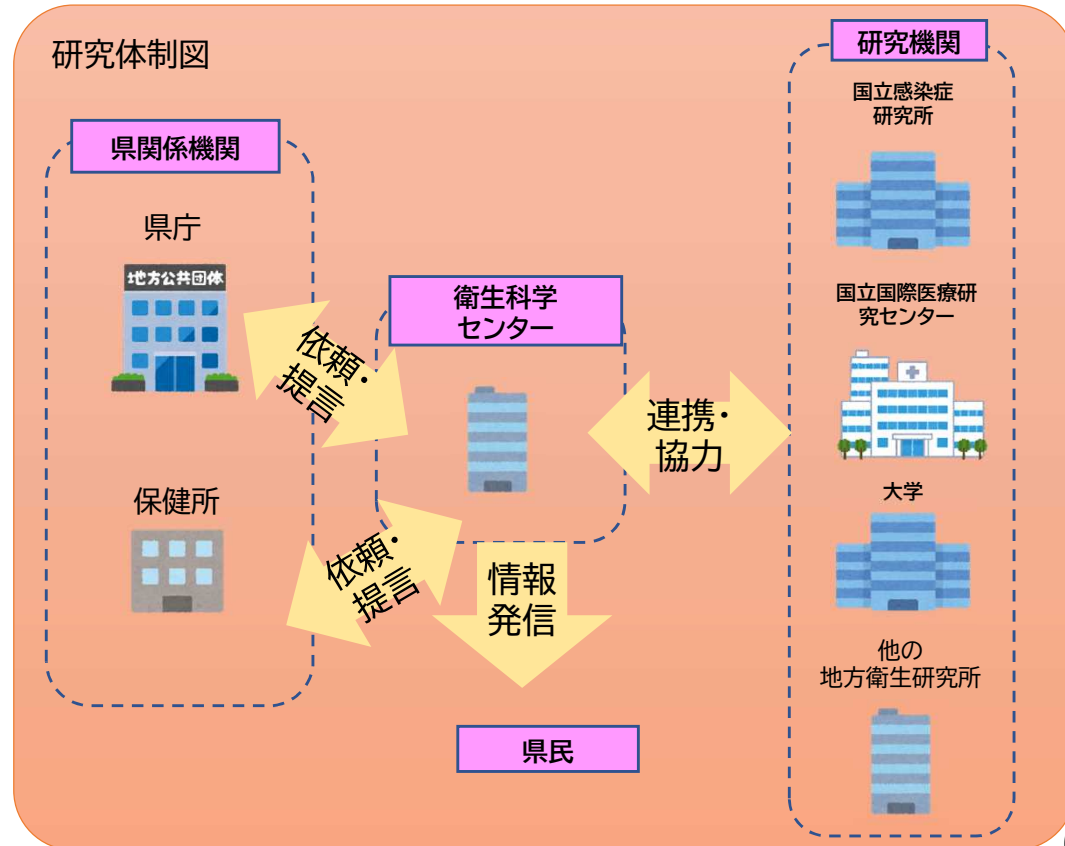 研究体制図
県関係機関
県庁
地方公共団体
保健所
依頼・
提言
依頼・
提言
衛生科学
センター
連携・
協力
情報
発信
県民
研究機関
国立感染症
研究所
国立国際医療研
究センター
大学
他の
地方衛生研究所